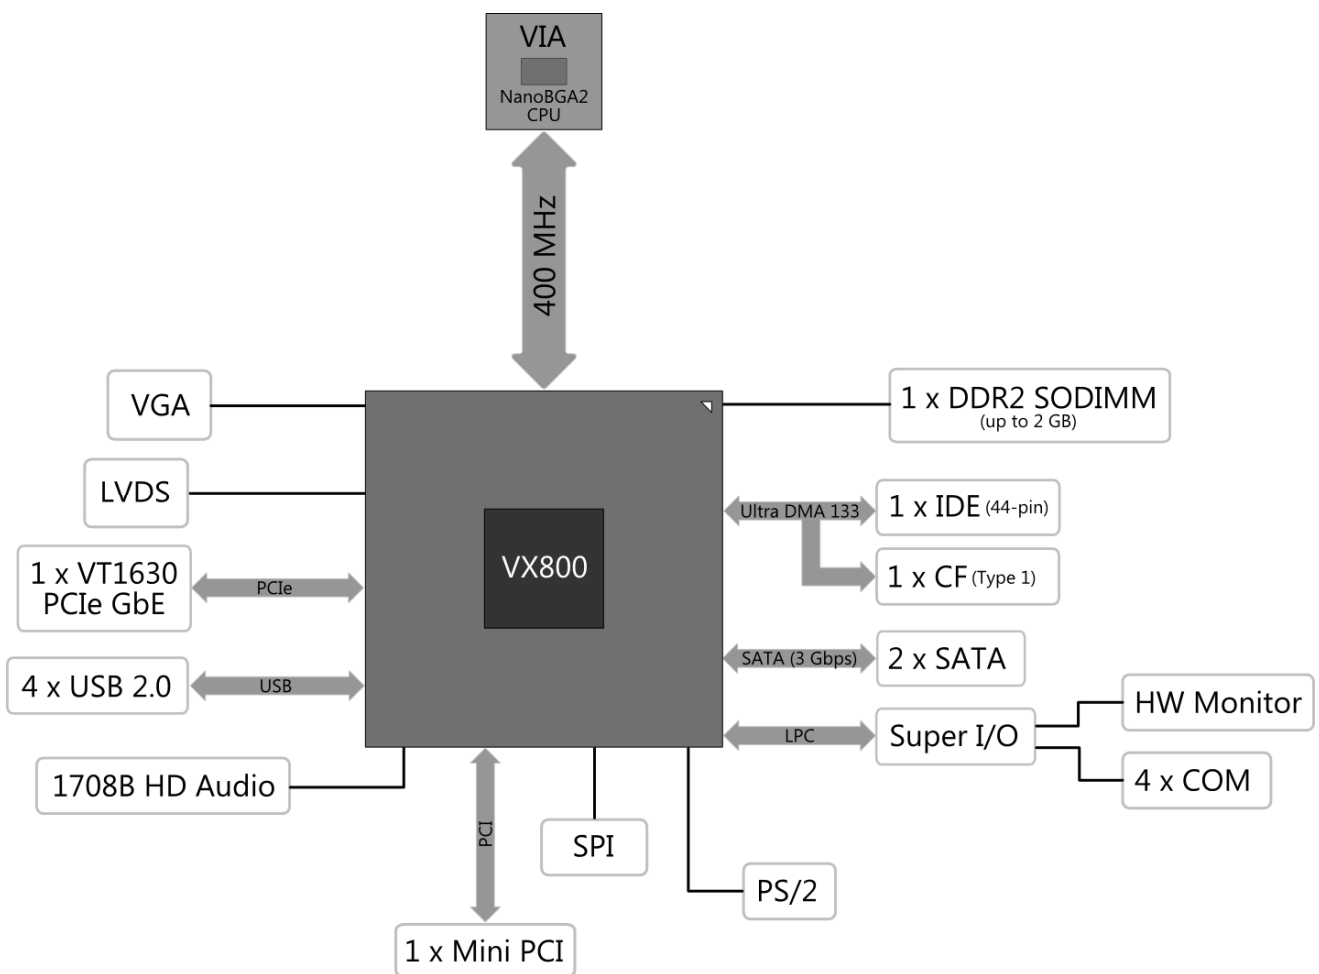 VIA
NanoBGA2
CPU
400 MHz
VGA
1 x DDR2 SODIMM
(up to 2 GB)
LVDS
Ultra DMA 133
1 x IDE (44-pin)
VX800
1 x VT1630
PCIe GbE
PCIe
1 x CF (Type 1)
4 x USB 2.0
USB
SATA (3 Gbps)
2 x SATA
LPC
Super I/O
HW Monitor
4 x COM
1708B HD Audio
PCI
SPI
PS/2
1 x Mini PCI